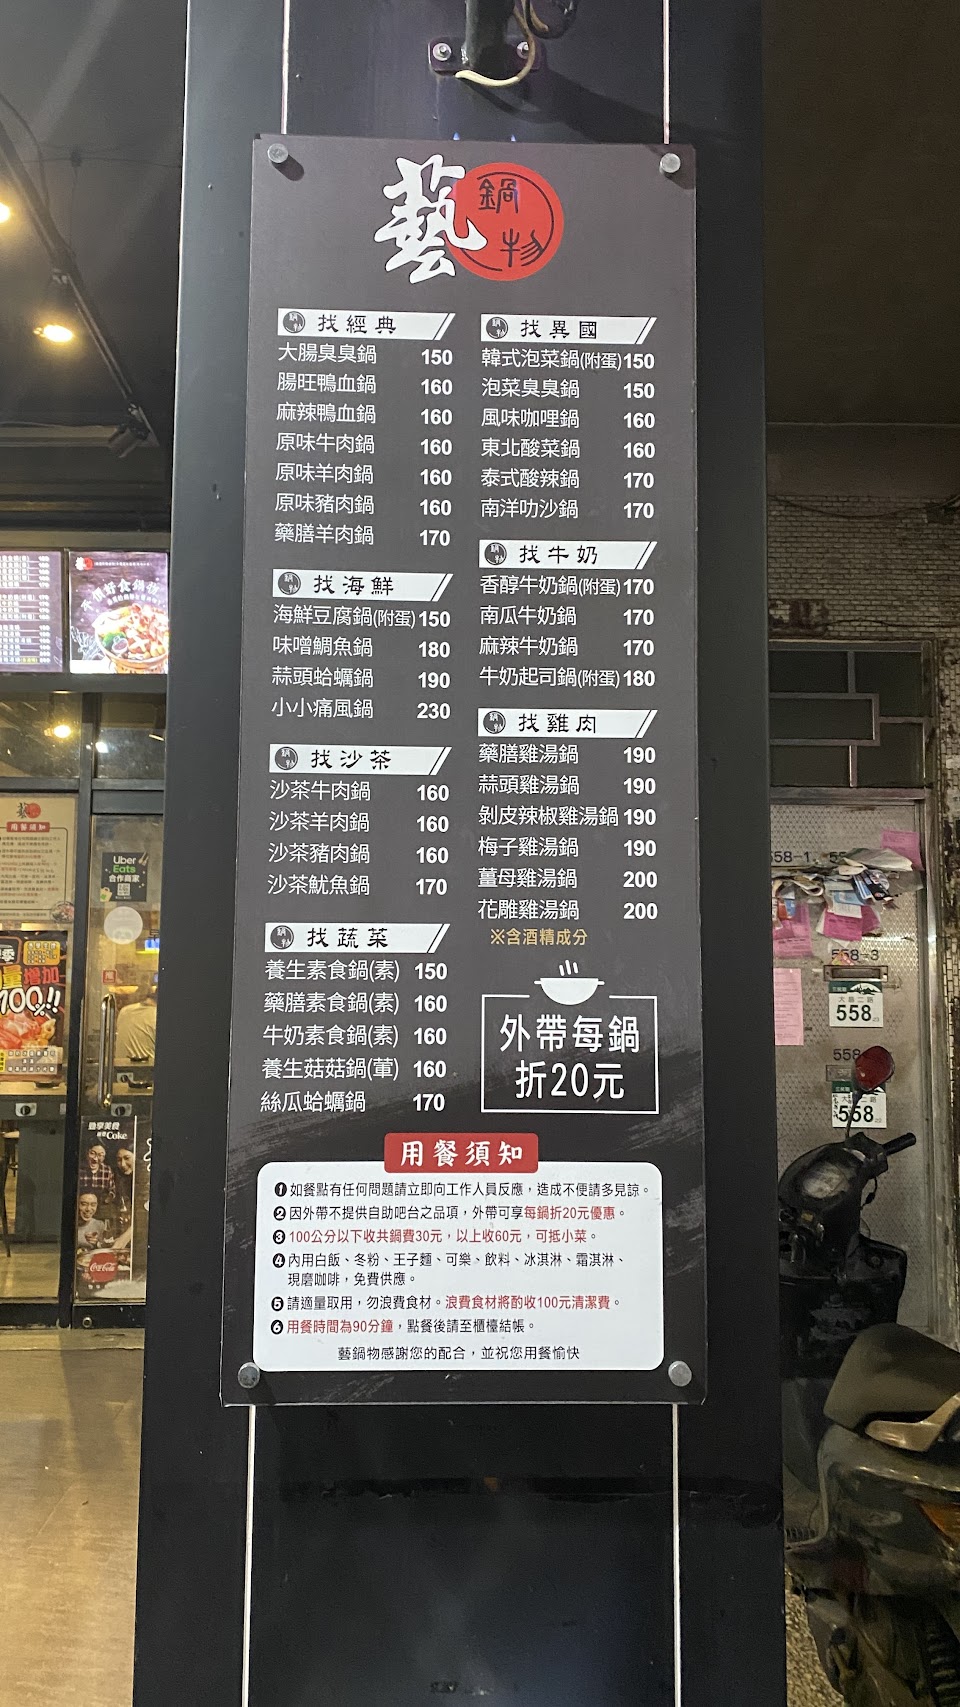 藝
鍋
物
找經典
大腸臭臭鍋 150
腸旺鴨血鍋 160
麻辣鴨血鍋 160
原味牛肉鍋 160
原味羊肉鍋 160
原味豬肉鍋 160
藥膳羊肉鍋 170
找海鮮
海鮮豆腐鍋(附蛋) 150
味噌鯛魚鍋 180
蒜頭蛤蠣鍋 190
小小痛風鍋 230
找沙茶
沙茶牛肉鍋 160
沙茶羊肉鍋 160
沙茶豬肉鍋 160
沙茶魷魚鍋 170
找蔬菜
養生素食鍋(素) 150
藥膳素食鍋(素) 160
牛奶素食鍋(素) 160
養生菇菇鍋(葷) 160
絲瓜蛤蠣鍋 170
找異國
韓式泡菜鍋(附蛋) 150
泡菜臭臭鍋 150
風味咖哩鍋 160
東北酸菜鍋 160
泰式酸辣鍋 170
南洋叻沙鍋 170
找牛奶
香醇牛奶鍋(附蛋) 170
南瓜牛奶鍋 170
麻辣牛奶鍋 170
牛奶起司鍋(附蛋) 180
找雞肉
藥膳雞湯鍋 190
蒜頭雞湯鍋 190
剝皮辣椒雞湯鍋 190
梅子雞湯鍋 190
薑母雞湯鍋 200
花雕雞湯鍋 200
※含酒精成分
外帶每鍋
折20元
用餐須知
❶如餐點有任何問題請立即向工作人員反應，造成不便請多見諒。
❷因外帶不提供自助吧台之品項，外帶可享每鍋折20元優惠。
❸100公分以下收共鍋費30元，以上收60元，可抵小菜。
❹內用白飯、冬粉、王子麵、可樂、飲料、冰淇淋、霜淇淋、
現磨咖啡，免費供應。
❺請適量取用，勿浪費食材。浪費食材將酌收100元清潔費。
❻用餐時間為90分鐘，點餐後請至櫃檯結帳。
藝鍋物感謝您的配合，並祝您用餐愉快
用餐須知
Uber
Eats
合作商家
增加
100%!!
Coke
Coca-Cola
558-1
558-3
558
558
558